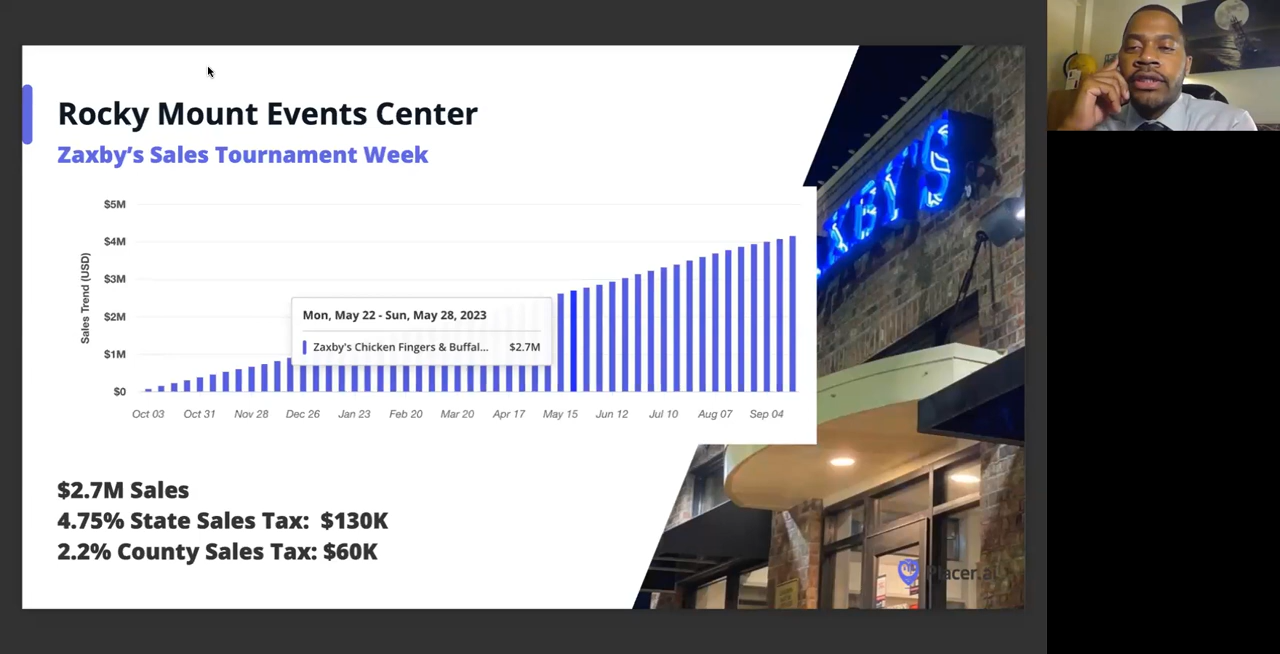 Rocky Mount Events Center
Zaxby's Sales Tournament Week
Sales Trend (USD)
$5M
$4M
$3M
$2M
$1M
$0
Mon, May 22 - Sun, May 28, 2023
Zaxby's Chicken Fingers & Buffal... $2.7M
Oct 03 Oct 31 Nov 28 Dec 26 Jan 23 Feb 20 Mar 20 Apr 17 May 15 Jun 12 Jul 10 Aug 07 Sep 04
$2.7M Sales
4.75% State Sales Tax: $130K
2.2% County Sales Tax: $60K
XBY'S
Placer.ai